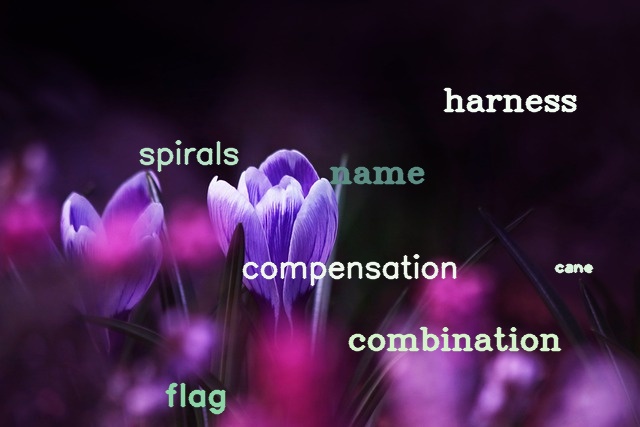 harness
spirals
name
compensation
cane
combination
flag